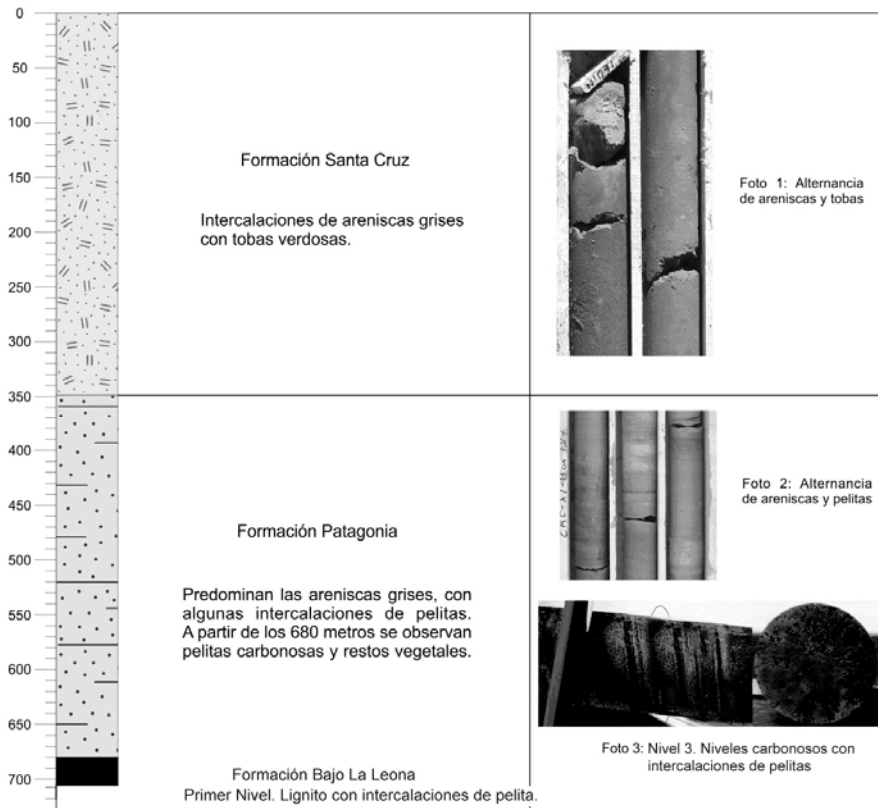 0
50
100
150
200
250
300
350
400
450
500
550
600
650
700
Formación Santa Cruz
Intercalaciones de areniscas grises
con tobas verdosas.
Foto 1: Alternancia
de areniscas y tobas
Formación Patagonia
Predominan las areniscas grises, con
algunas intercalaciones de pelitas.
A partir de los 680 metros se observan
pelitas carbonosas y restos vegetales.
Foto 2: Alternancia
de areniscas y pelitas
Foto 3: Nivel 3. Niveles carbonosos con
intercalaciones de pelitas
Formación Bajo La Leona
Primer Nivel. Lignito con intercalaciones de pelita.